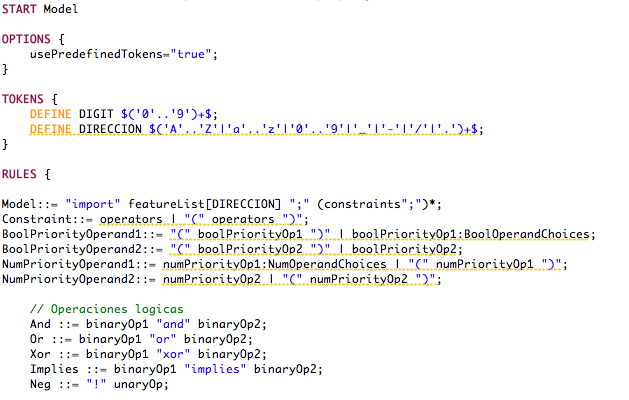 START Model
OPTIONS {
usePredefinedTokens="true";
}
TOKENS {
DEFINE DIGIT $('0'..'9')+$;
DEFINE DIRECCION $('A'..'Z'|'a'..'z'|'0'..'9'|'_'|'-'|'/'|'.')+$;
}
RULES {
Model::= "import" featureList[DIRECCION] ";" (constraints";")*;
Constraint::= operators | "(" operators ")";
BoolPriorityOperand1::= "(" boolPriorityOp1 ")" | boolPriorityOp1:BoolOperandChoices;
BoolPriorityOperand2::= "(" boolPriorityOp2 ")" | boolPriorityOp2;
NumPriorityOperand1::= numPriorityOp1:NumOperandChoices | "(" numPriorityOp1 ")";
NumPriorityOperand2::= numPriorityOp2 | "(" numPriorityOp2 ")";
// Operaciones logicas
And ::= binaryOp1 "and" binaryOp2;
Or ::= binaryOp1 "or" binaryOp2;
Xor ::= binaryOp1 "xor" binaryOp2;
Implies ::= binaryOp1 "implies" binaryOp2;
Neg ::= "!" unaryOp;